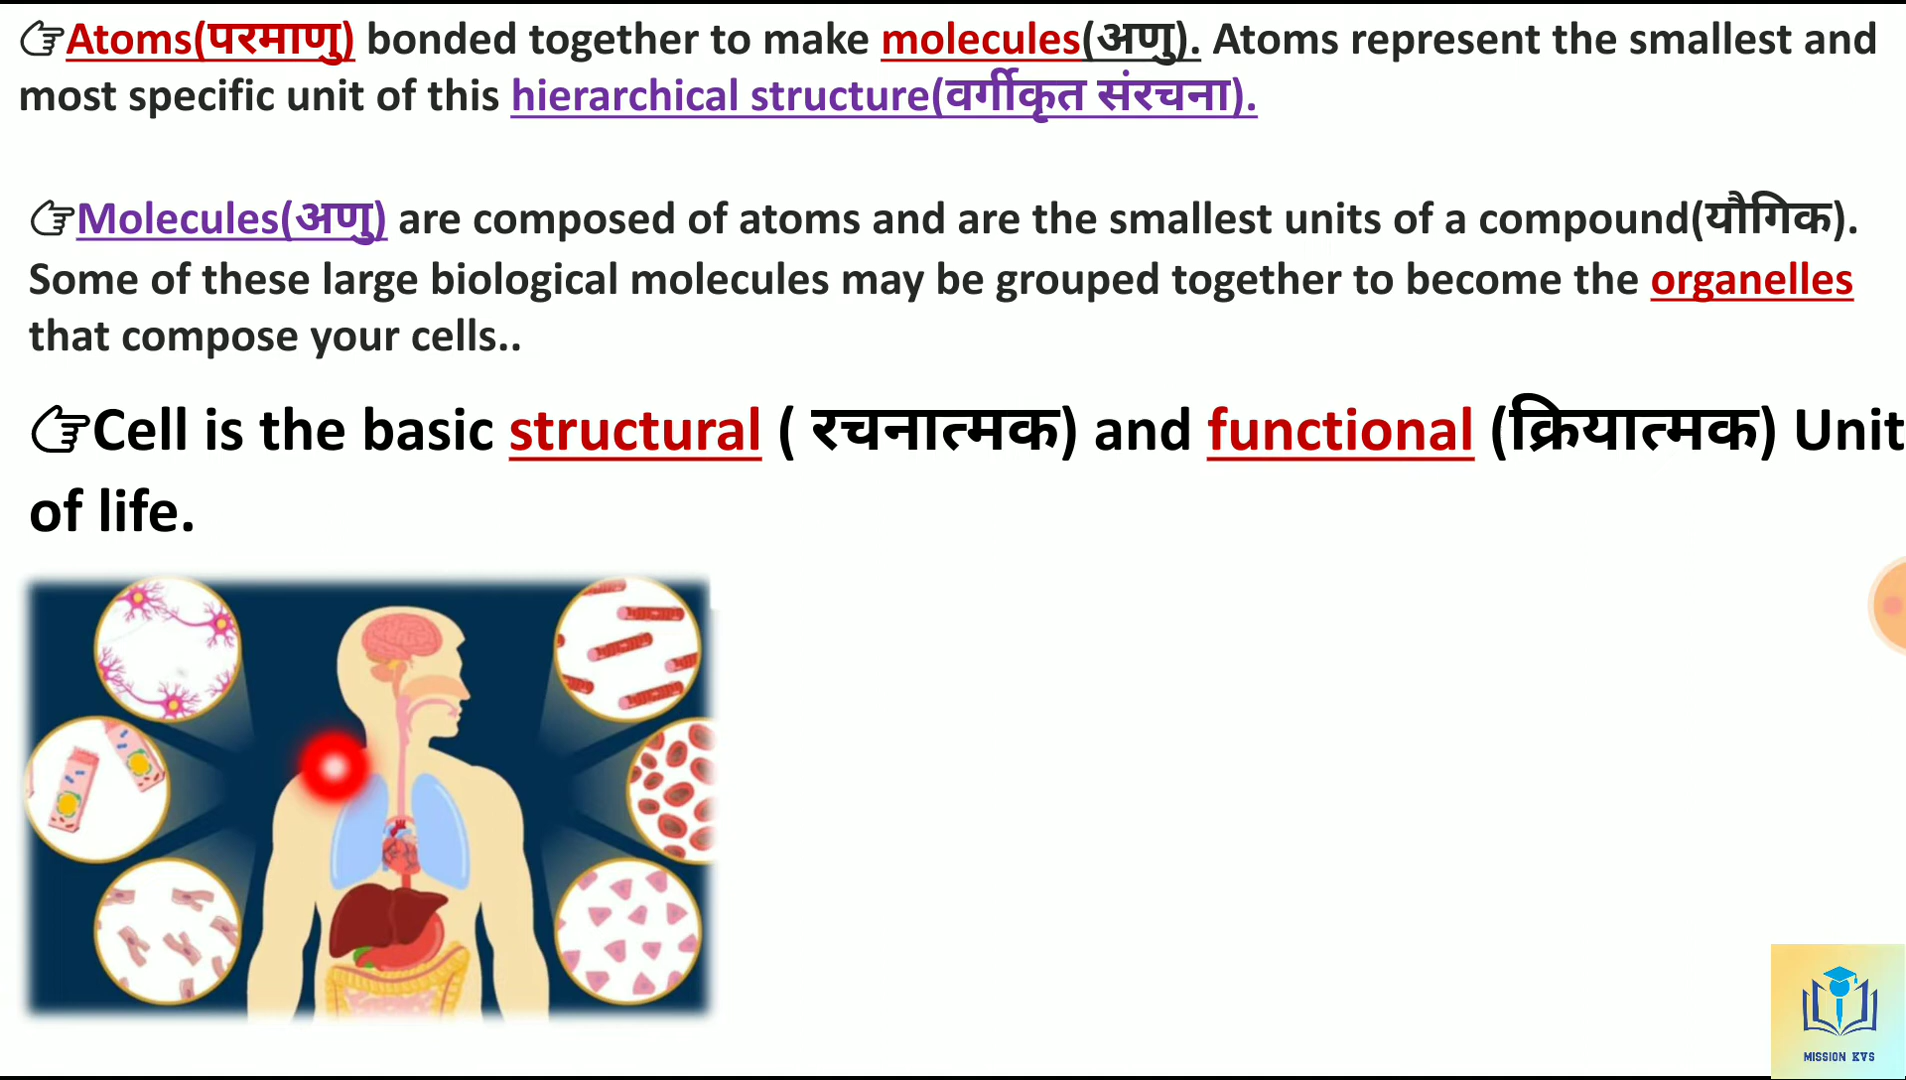 👉Atoms(परमाणु) bonded together to make molecules(अणु). Atoms represent the smallest and
most specific unit of this hierarchical structure(वर्गीकृत संरचना).
👉Molecules(अणु) are composed of atoms and are the smallest units of a compound(यौगिक).
Some of these large biological molecules may be grouped together to become the organelles
that compose your cells..
👉Cell is the basic structural ( रचनात्मक) and functional (क्रियात्मक) Unit
of life.
MISSION KVS